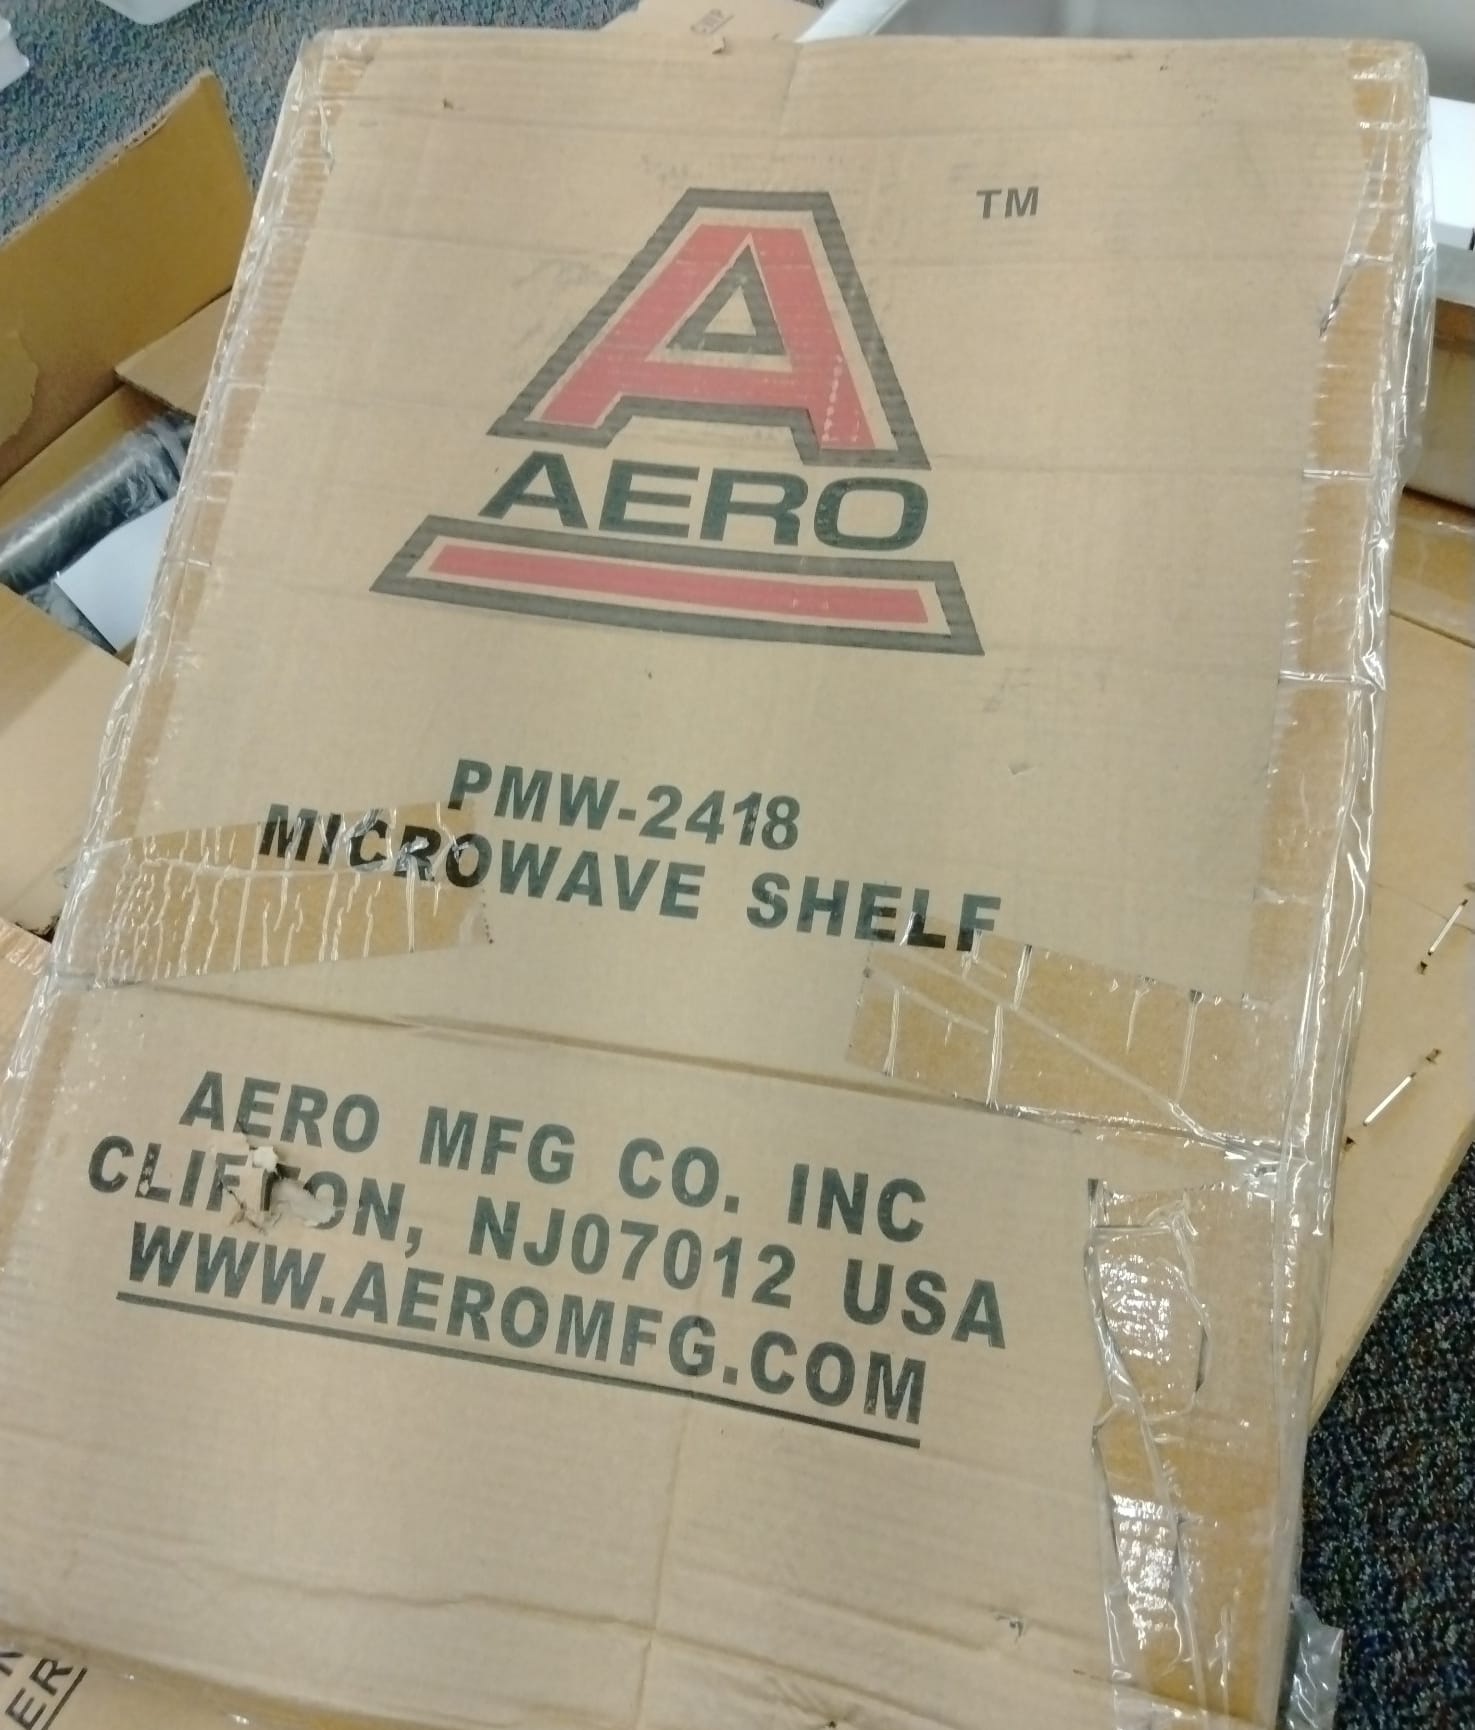 TM
A
AERO
PMW-2418
MICROWAVE SHELF
AERO MFG CO. INC
CLIFTON, NJ07012 USA
WWW.AEROMFG.COM